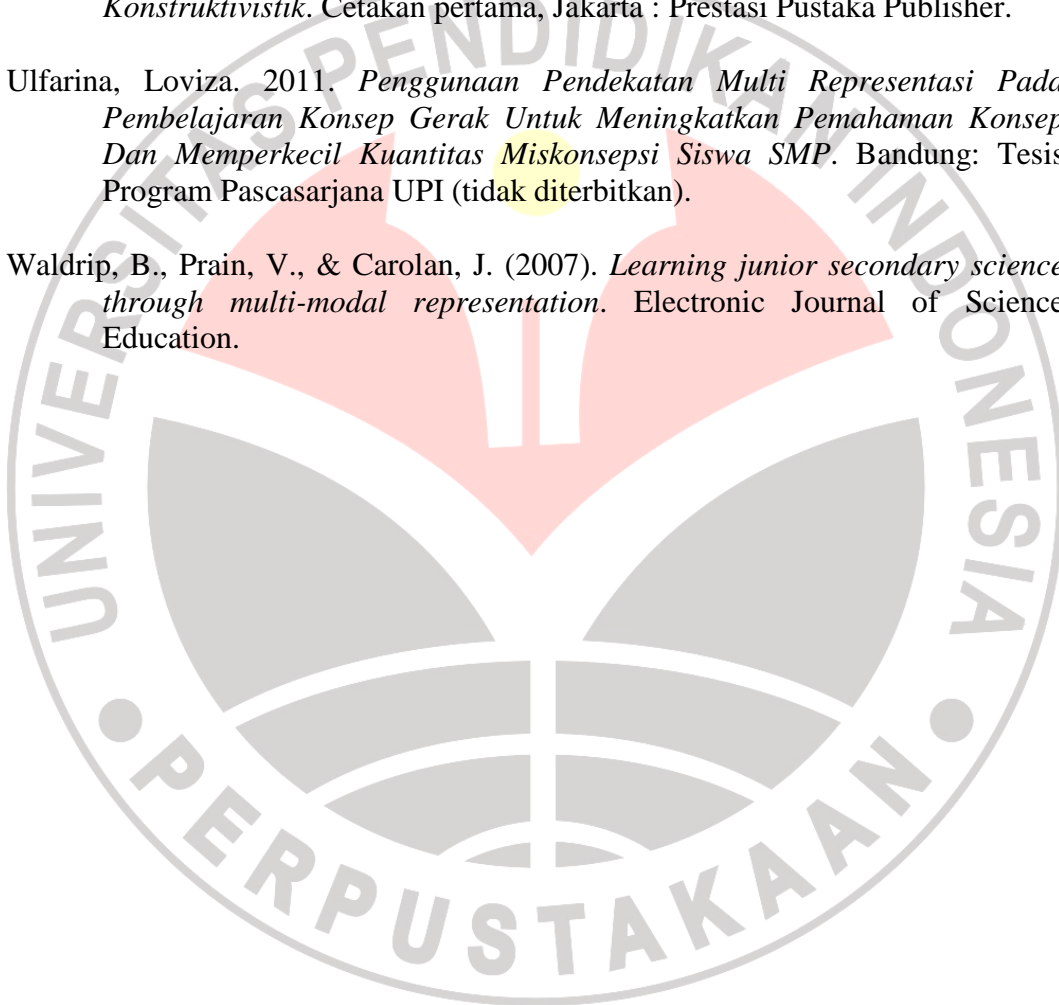 Konstruktivistik. Cetakan pertama, Jakarta : Prestasi Pustaka Publisher.
Ulfarina, Loviza. 2011. Penggunaan Pendekatan Multi Representasi Pada
Pembelajaran Konsep Gerak Untuk Meningkatkan Pemahaman Konsep
Dan Memperkecil Kuantitas Miskonsepsi Siswa SMP. Bandung: Tesis
Program Pascasarjana UPI (tidak diterbitkan).
Waldrip, B., Prain, V., & Carolan, J. (2007). Learning junior secondary science
through multi-modal representation. Electronic Journal of Science
Education.
UNIVERSITAS PENDIDIKAN INDONESIA
PERPUSTAKAAN